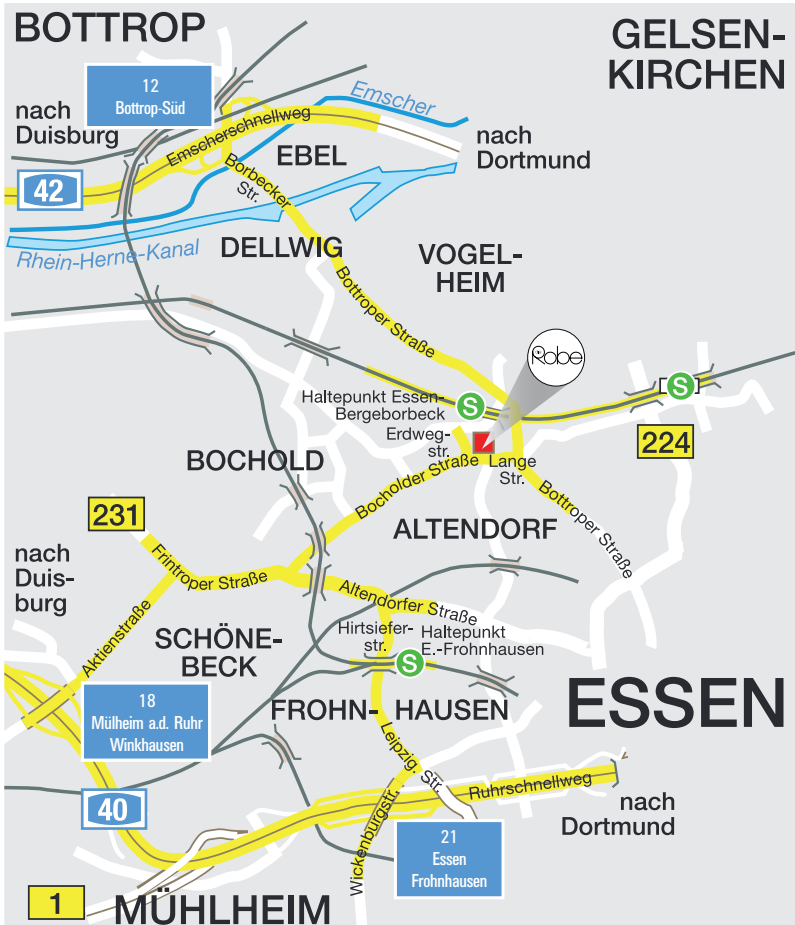 BOTTROP
GELSEN-
KIRCHEN
12
Bottrop-Süd
nach
Duisburg
Emscher
Emscherschnellweg
nach
Dortmund
EBEL
42
Borbecker
Str.
DELLWIG
Rhein-Herne-Kanal
VOGEL-
HEIM
Bottroper Straße
Robe
Haltepunkt Essen-
Bergeborbeck
S
S
224
Erdweg-
str.
BOCHOLD
Bocholder Straße
Lange
Str.
Bottroper Straße
231
ALTENDORF
nach
Duis-
burg
Frintroper Straße
Altendorfer Straße
Aktienstraße
SCHÖNE-
BECK
Hirtsiefer-
str.
Haltepunkt
E.-Frohnhausen
S
ESSEN
18
Mülheim a.d. Ruhr
Winkhausen
FROHN- HAUSEN
Leipzig. Str.
40
Ruhrschnellweg
nach
Dortmund
Wickenburgstr.
21
Essen
Frohnhausen
1
MÜHLHEIM